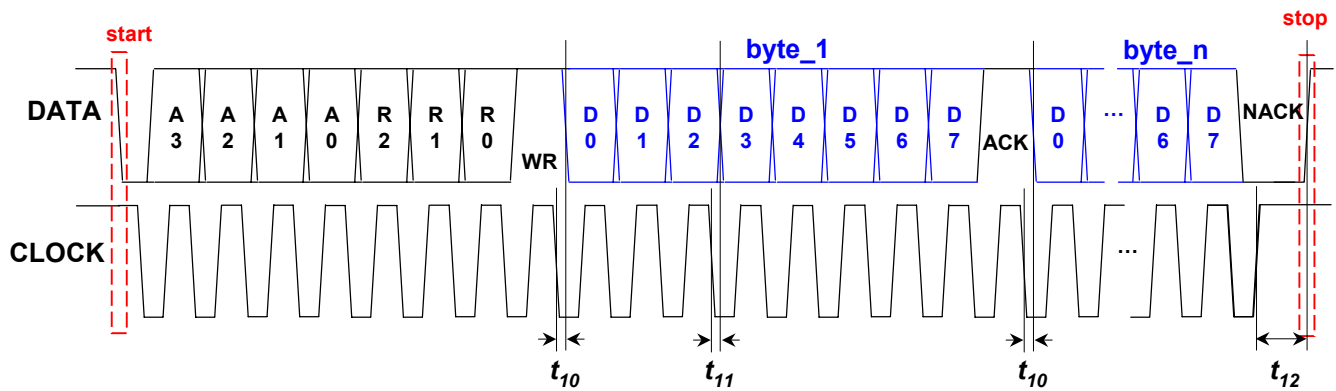 start
stop
byte_1
byte_n
DATA
A A A A R R R
3 2 1 0 2 1 0
WR
D D D D D D D D
0 1 2 3 4 5 6 7
ACK
D ... D D
0 6 7
NACK
CLOCK
...
t10 t11 t10 t12